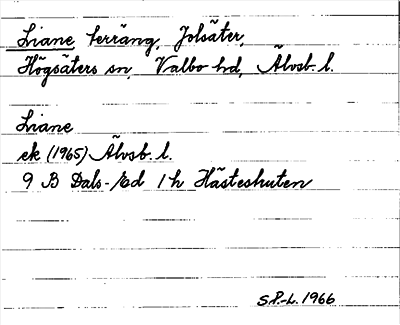 Liane, terräng, Jolsäter,
Högsäters sn, Valbo hd, Älvsb. l.
Liane
ek (1965) Älvsb. l.
9 B Dals-Ed 1 h Hästeshuten
S.P.-L. 1966